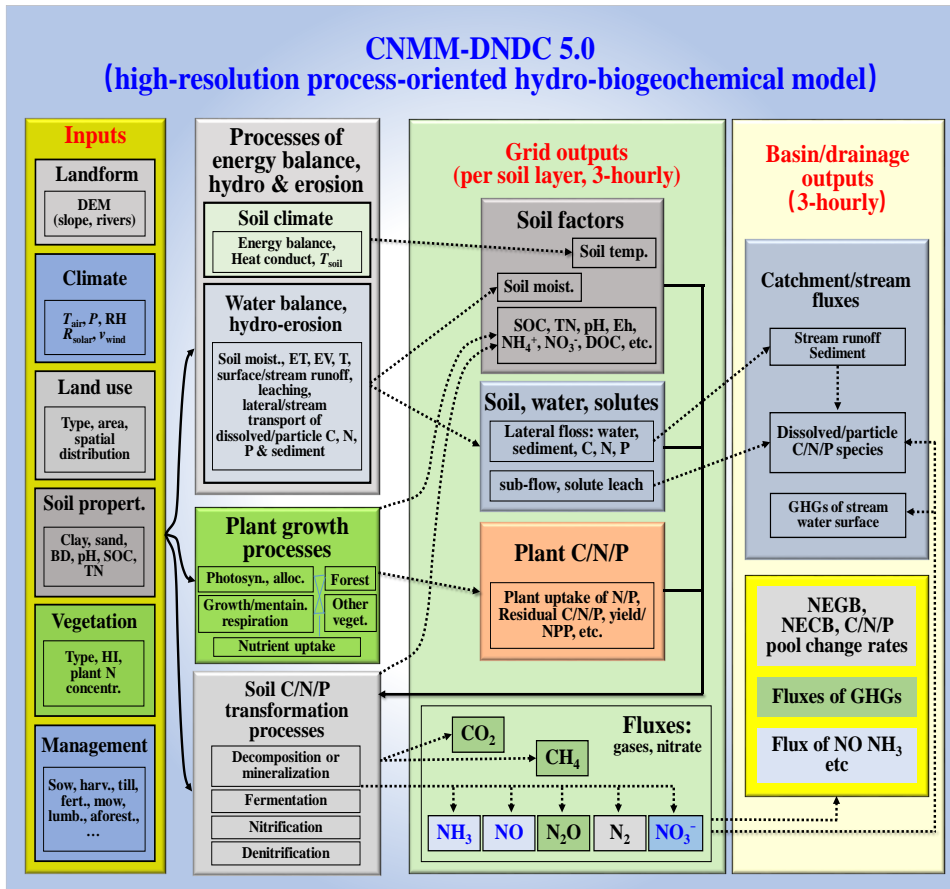 CNMM-DNDC 5.0
(high-resolution process-oriented hydro-biogeochemical model)
Inputs
Landform
DEM
(slope, rivers)
Climate
T_air, P, RH
R_solar, v_wind
Land use
Type, area,
spatial
distribution
Soil propert.
Clay, sand,
BD, pH, SOC,
TN
Vegetation
Type, HI,
plant N
concentr.
Management
Sow, harv., till,
fert., mow,
lumb., aforest.,
…
Processes of
energy balance,
hydro & erosion
Soil climate
Energy balance,
Heat conduct, T_soil
Water balance,
hydro-erosion
Soil moist., ET, EV, T,
surface/stream runoff,
leaching,
lateral/stream
transport of
dissolved/particle C, N,
P & sediment
Plant growth
processes
Photosyn., alloc.
Forest
Growth/mentain.
respiration
Other
veget.
Nutrient uptake
Soil C/N/P
transformation
processes
Decomposition or
mineralization
Fermentation
Nitrification
Denitrification
Grid outputs
(per soil layer, 3-hourly)
Soil factors
Soil temp.
Soil moist.
SOC, TN, pH, Eh,
NH₄⁺, NO₃⁻, DOC, etc.
Soil, water, solutes
Lateral floss: water,
sediment, C, N, P
sub-flow, solute leach
Plant C/N/P
Plant uptake of N/P,
Residual C/N/P, yield/
NPP, etc.
Fluxes:
gases, nitrate
CO₂
CH₄
NH₃
NO
N₂O
N₂
NO₃⁻
Basin/drainage
outputs
(3-hourly)
Catchment/stream
fluxes
Stream runoff
Sediment
Dissolved/particle
C/N/P species
GHGs of stream
water surface
NEGB,
NECB, C/N/P
pool change rates
Fluxes of GHGs
Flux of NO NH₃
etc